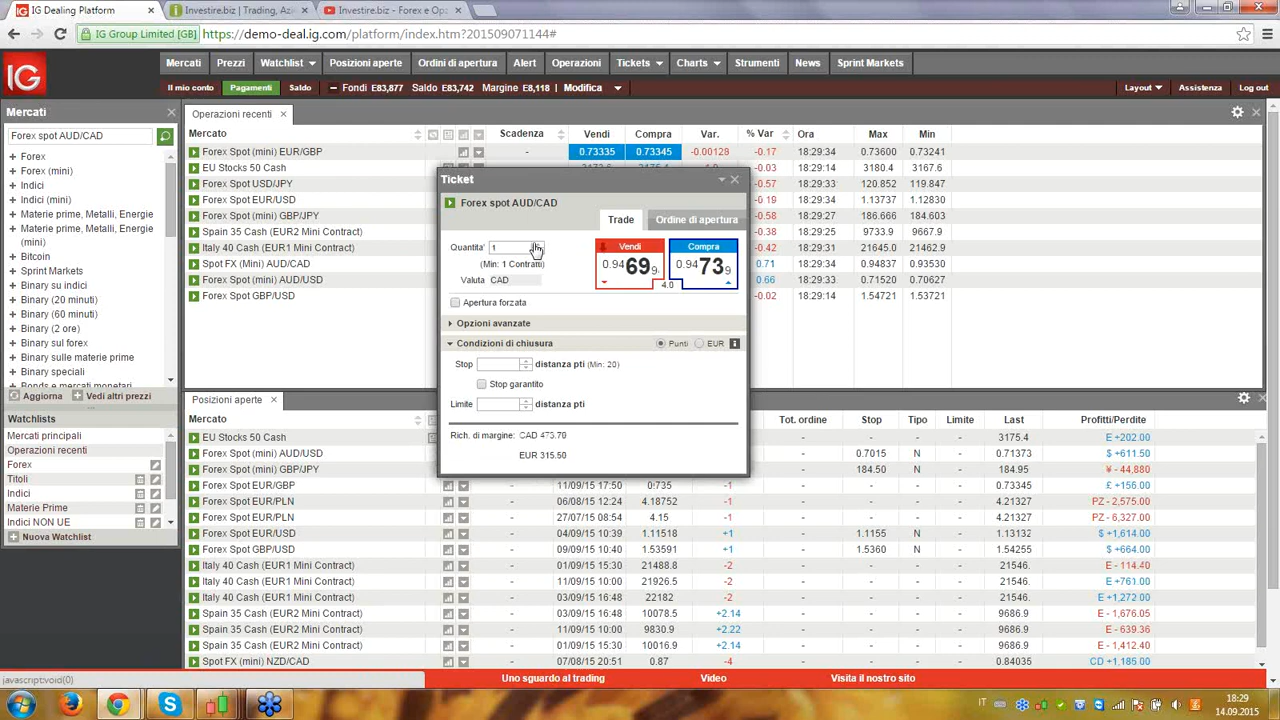 IG Dealing Platform
Investire.biz | Trading, Az
Investire.biz - Forex e Op
IG Group Limited [GB]
https://demo-deal.ig.com/platform/index.htm?201509071144#
IG
Mercati Prezzi Watchlist Posizioni aperte Ordini di apertura Alert Operazioni Tickets Charts Strumenti News Sprint Markets
Il mio conto Pagamenti Saldo Fondi E83,877 Saldo E83,742 Margine E8,118 Modifica Layout Assistenza Log out
Mercati
Forex spot AUD/CAD
+ Forex
+ Forex (mini)
+ Indici
+ Indici (mini)
+ Materie prime, Metalli, Energie
+ Materie prime, Metalli, Energie (mini)
+ Bitcoin
+ Sprint Markets
+ Binary su indici
+ Binary (20 minuti)
+ Binary (60 minuti)
+ Binary (2 ore)
+ Binary sul forex
+ Binary sulle materie prime
+ Binary speciali
+ Bonds e mercati monetari
Aggiorna Vedi altri prezzi
Watchlists
Mercati principali
Operazioni recenti
Forex
Titoli
Indici
Materie Prime
Indici NON UE
Nuova Watchlist
Operazioni recenti
Mercato Scadenza Vendi Compra Var. % Var Ora Max Min
Forex Spot (mini) EUR/GBP - 0.73335 0.73345 -0.00128 -0.17 18:29:34 0.73600 0.73241
EU Stocks 50 Cash 18:29:14 3180.4 3167.6
Forex Spot USD/JPY -0.57 18:29:34 120.852 119.847
Forex Spot EUR/USD -0.19 18:29:34 1.13737 1.12830
Forex Spot (mini) GBP/JPY -0.58 18:29:34 186.666 184.603
Forex Spot EUR/USD -0.28 18:29:35 9733.9 9638.9
Italy 40 Cash (EUR1 Mini Contract) -0.42 18:29:31 21645.0 21462.9
Spot FX (Mini) AUD/CAD 0.71 18:29:35 0.94837 0.93530
Forex Spot (mini) AUD/USD 0.66 18:29:35 0.71520 0.70627
Forex Spot GBP/USD -0.02 18:29:14 1.54721 1.53721
Ticket
Forex spot AUD/CAD
Trade Ordine di apertura
Quantita' 1
(Min: 1 Contratti)
Valuta CAD
Vendi
0.94 69 9
Compra
0.94 73 9
4.0
Apertura forzata
Opzioni avanzate
Condizioni di chiusura Punti EUR
Stop distanza pti (Min: 20)
Stop garantito
Limite distanza pti
Rich. di margine: CAD 473.70
EUR 315.50
Posizioni aperte
Mercato Tot. ordine Stop Tipo Limite Last Profitti/Perdite
EU Stocks 50 Cash - - - - 3175.4 E +202.00
Forex Spot (mini) AUD/USD - 0.7015 N - 0.71373 $ +611.50
Forex Spot (mini) GBP/JPY - 184.50 N - 184.95 ¥ - 44,880
Forex Spot EUR/GBP - 11/09/15 17:50 0.735 -1 - - - - 0.73345 £ +156.00
Forex Spot EUR/PLN - 06/08/15 12:24 4.18752 -1 - - - - 4.21327 PZ - 2,575.00
Forex Spot EUR/PLN - 27/07/15 08:54 4.15 -1 - - - - 4.21327 PZ - 6,327.00
Forex Spot EUR/USD - 04/09/15 10:39 1.11518 +1 - 1.1155 N - 1.13132 $ +1,614.00
Forex Spot GBP/USD - 09/09/15 10:40 1.53591 +1 - 1.5360 N - 1.54255 $ +664.00
Italy 40 Cash (EUR1 Mini Contract) - 01/09/15 15:30 21488.8 -2 - - - - 21546. E - 114.40
Italy 40 Cash (EUR1 Mini Contract) - 01/09/15 10:05 21926.5 -2 - - - - 21546. E +761.00
Italy 40 Cash (EUR1 Mini Contract) - 03/09/15 16:48 22182 -2 - - - - 21546. E +1,272.00
Spain 35 Cash (EUR2 Mini Contract) - 03/09/15 16:48 10078.5 +2.14 - - - - 9686.9 E - 1,676.05
Spain 35 Cash (EUR2 Mini Contract) - 11/09/15 10:00 9830.9 +2.22 - - - - 9686.9 E - 639.36
Spain 35 Cash (EUR2 Mini Contract) - 01/09/15 15:30 10016.9 +2.14 - - - - 9686.9 E - 1,412.40
Spot FX (mini) NZD/CAD - 07/08/15 20:51 0.87 -4 - - - - 0.84035 CD +1,185.00
Uno sguardo al trading Video Visita il nostro sito
javascript:void(0)
IT
18:29
14.09.2015